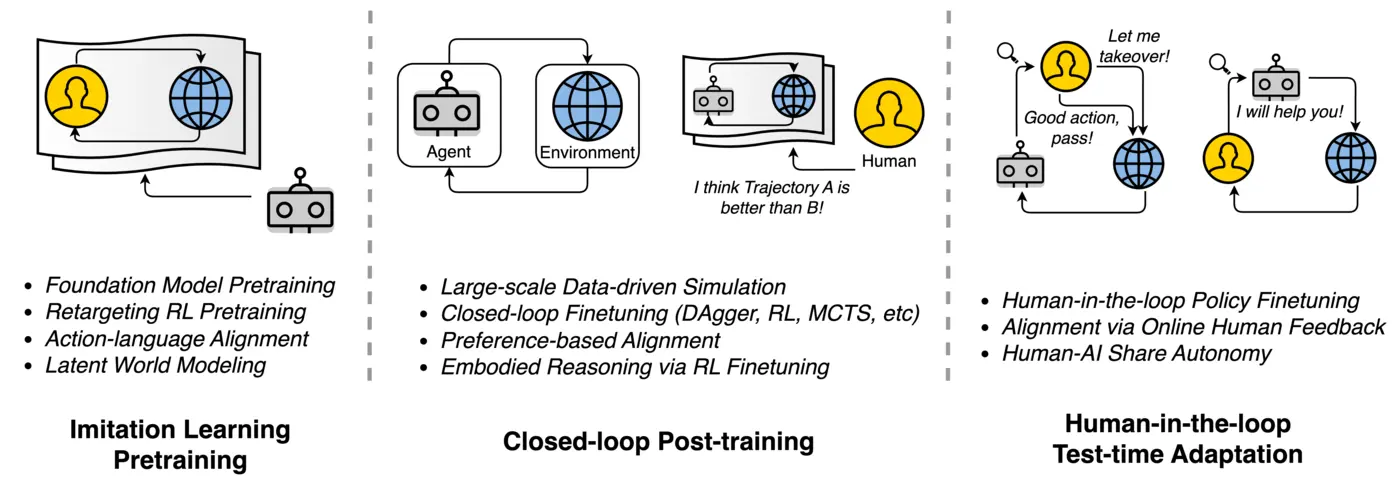 Agent
Environment
Human
I think Trajectory A is
better than B!
Let me
takeover!
Good action,
pass!
I will help you!
• Foundation Model Pretraining
• Retargeting RL Pretraining
• Action-language Alignment
• Latent World Modeling
• Large-scale Data-driven Simulation
• Closed-loop Finetuning (DAgger, RL, MCTS, etc)
• Preference-based Alignment
• Embodied Reasoning via RL Finetuning
• Human-in-the-loop Policy Finetuning
• Alignment via Online Human Feedback
• Human-AI Share Autonomy
Imitation Learning
Pretraining
Closed-loop Post-training
Human-in-the-loop
Test-time Adaptation